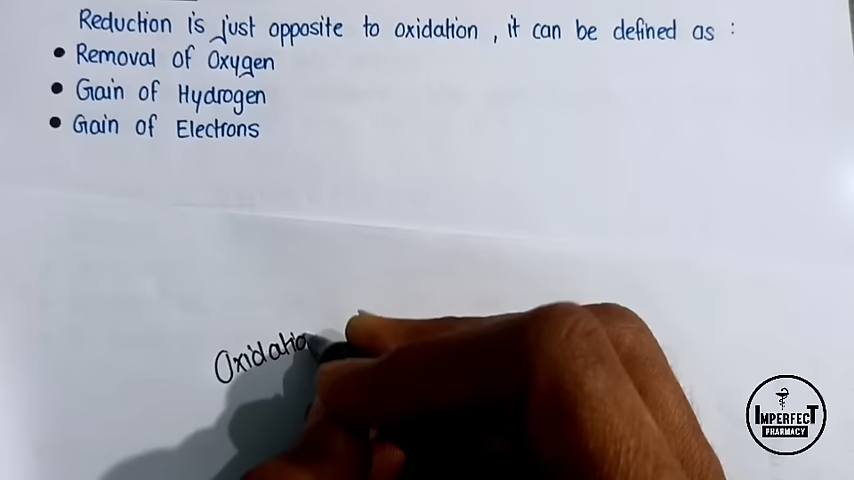 Reduction is just opposite to oxidation , it can be defined as :
• Removal of Oxygen
• Gain of Hydrogen
• Gain of Electrons
Oxidatio
IMPERFECT
PHARMACY